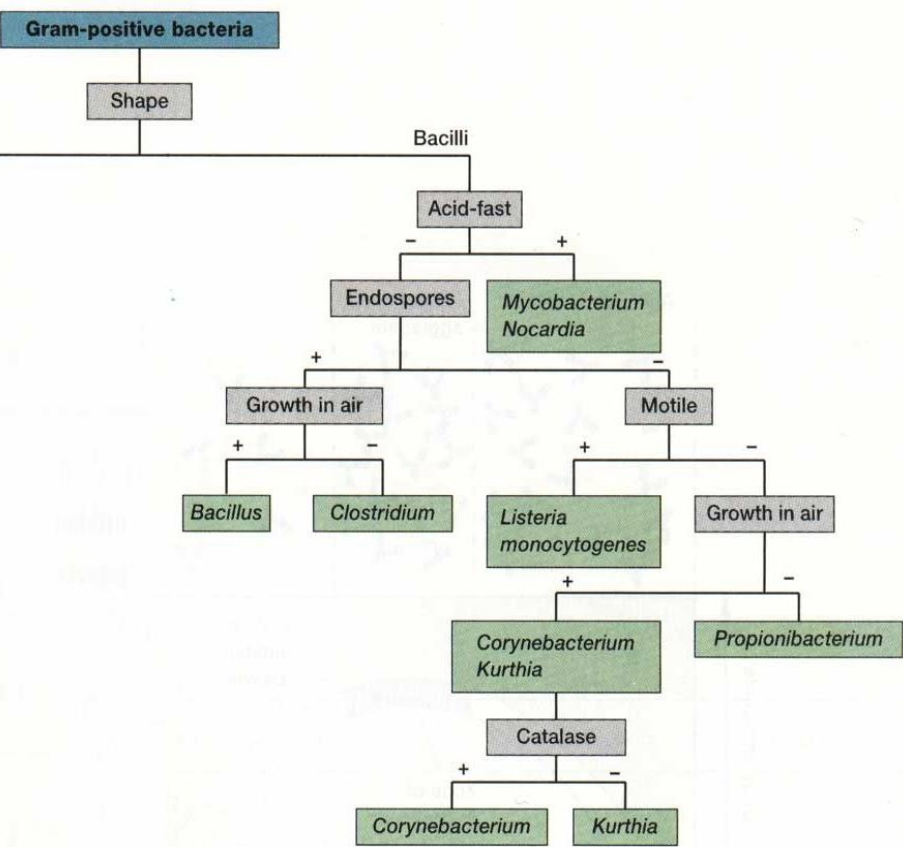 Gram-positive bacteria
Shape
Bacilli
Acid-fast
− +
Endospores
Mycobacterium
Nocardia
+ −
Growth in air
Motile
+ −
+ −
Bacillus
Clostridium
Listeria
monocytogenes
Growth in air
+ −
Corynebacterium
Kurthia
Propionibacterium
Catalase
+ −
Corynebacterium
Kurthia